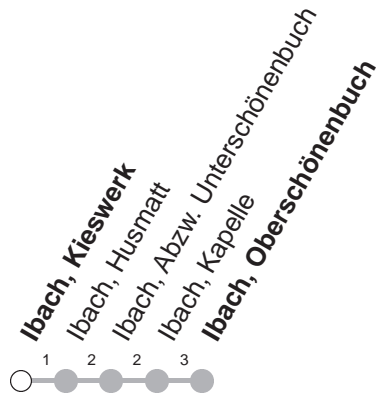 Ibach, Kieswerk
Ibach, Husmatt
Ibach, Abzw. Unterschönenbuch
Ibach, Kapelle
Ibach, Oberschönenbuch
1 2 2 3